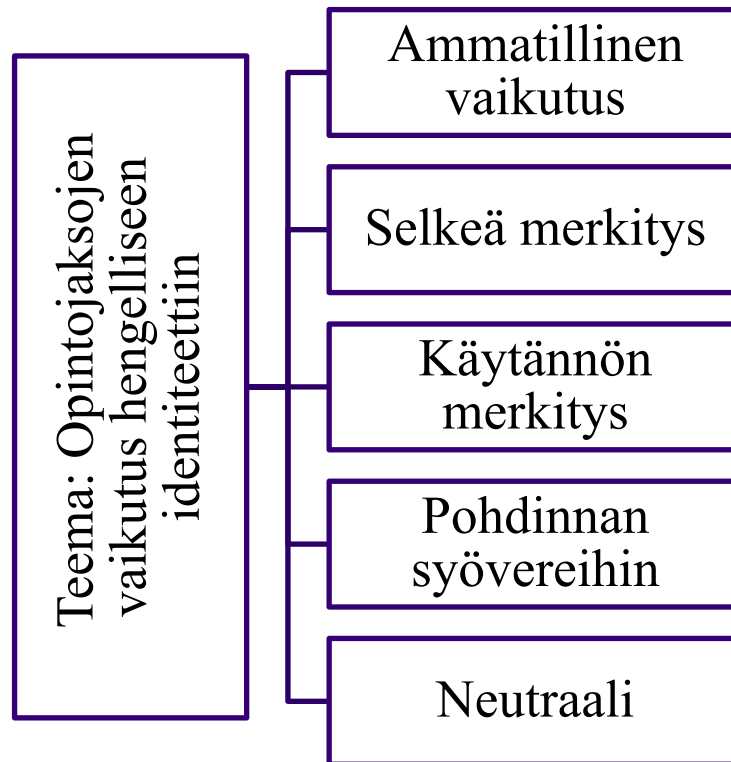 Teema: Opintojaksojen
vaikutus hengelliseen
identiteettiin
Ammatillinen
vaikutus
Selkeä merkitys
Käytännön
merkitys
Pohdinnan
syövereihin
Neutraali